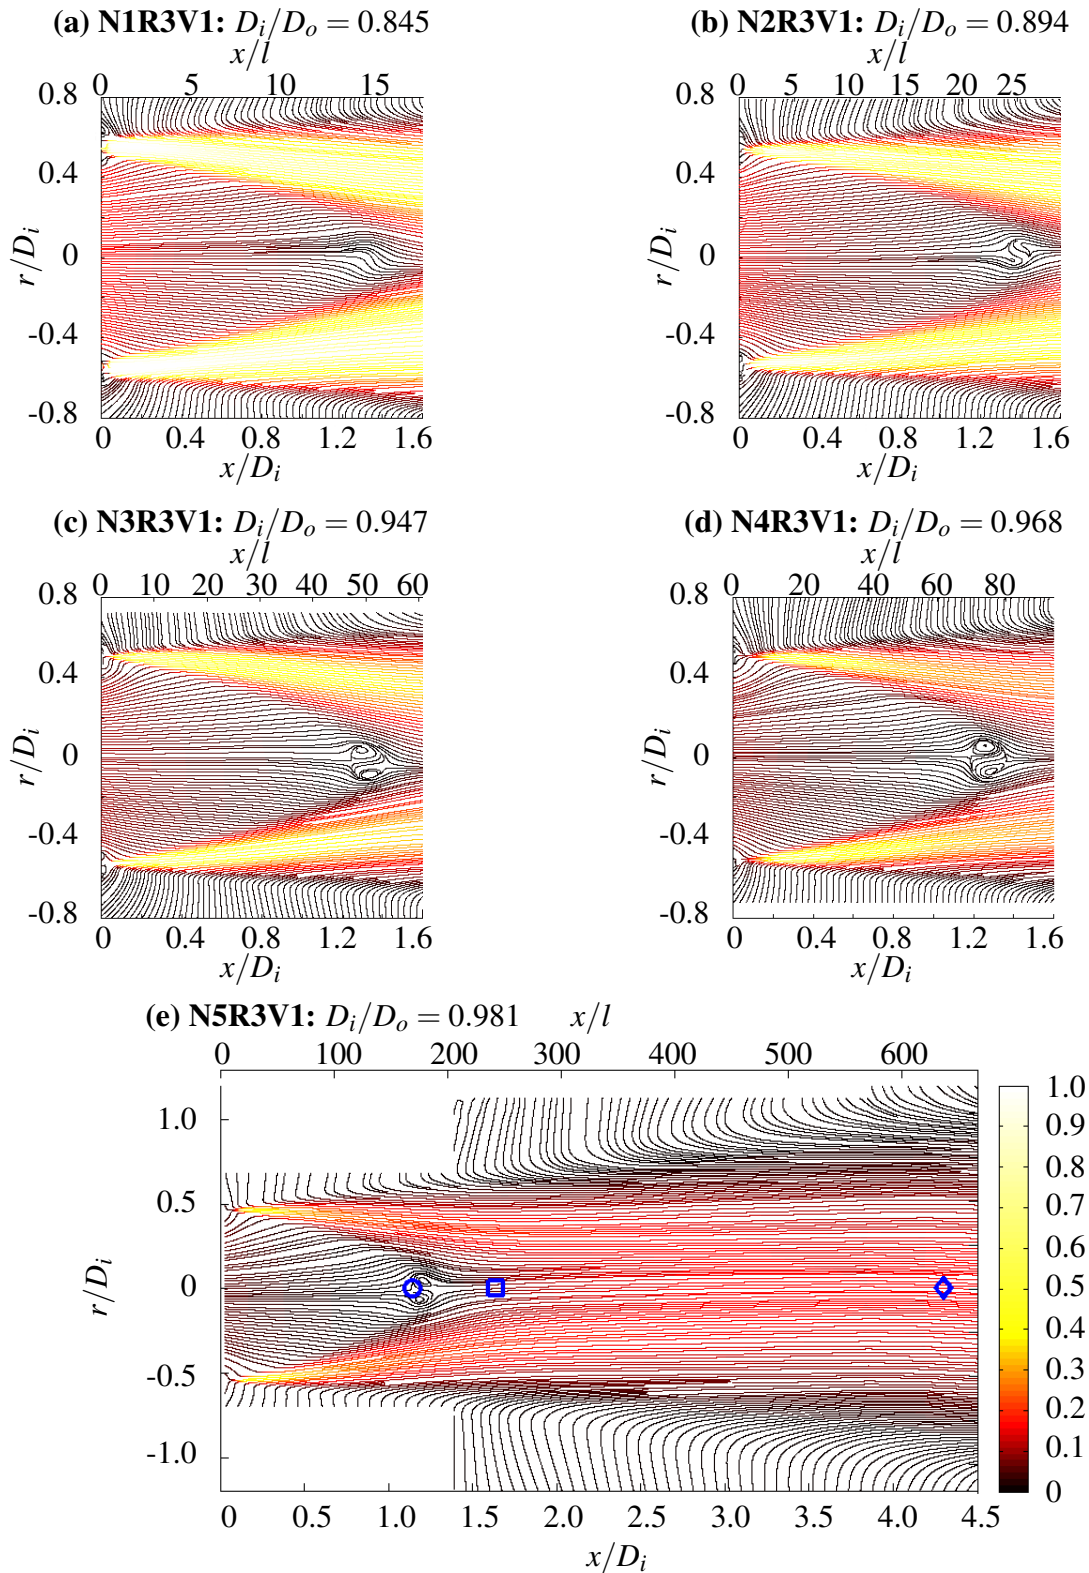 (a) N1R3V1: D_i/D_o = 0.845
x/l
0 5 10 15
0.8
0.4
0
-0.4
-0.8
r/D_i
0 0.4 0.8 1.2 1.6
x/D_i
(b) N2R3V1: D_i/D_o = 0.894
x/l
0 5 10 15 20 25
0.8
0.4
0
-0.4
-0.8
r/D_i
0 0.4 0.8 1.2 1.6
x/D_i
(c) N3R3V1: D_i/D_o = 0.947
x/l
0 10 20 30 40 50 60
0.8
0.4
0
-0.4
-0.8
r/D_i
0 0.4 0.8 1.2 1.6
x/D_i
(d) N4R3V1: D_i/D_o = 0.968
x/l
0 20 40 60 80
0.8
0.4
0
-0.4
-0.8
r/D_i
0 0.4 0.8 1.2 1.6
x/D_i
(e) N5R3V1: D_i/D_o = 0.981 x/l
0 100 200 300 400 500 600
1.0
0.5
0
-0.5
-1.0
r/D_i
0 1.0 1.5 2.0 2.5 3.0 3.5 4.0 4.5
x/D_i
1.0
0.9
0.8
0.7
0.6
0.5
0.4
0.3
0.2
0.1
0